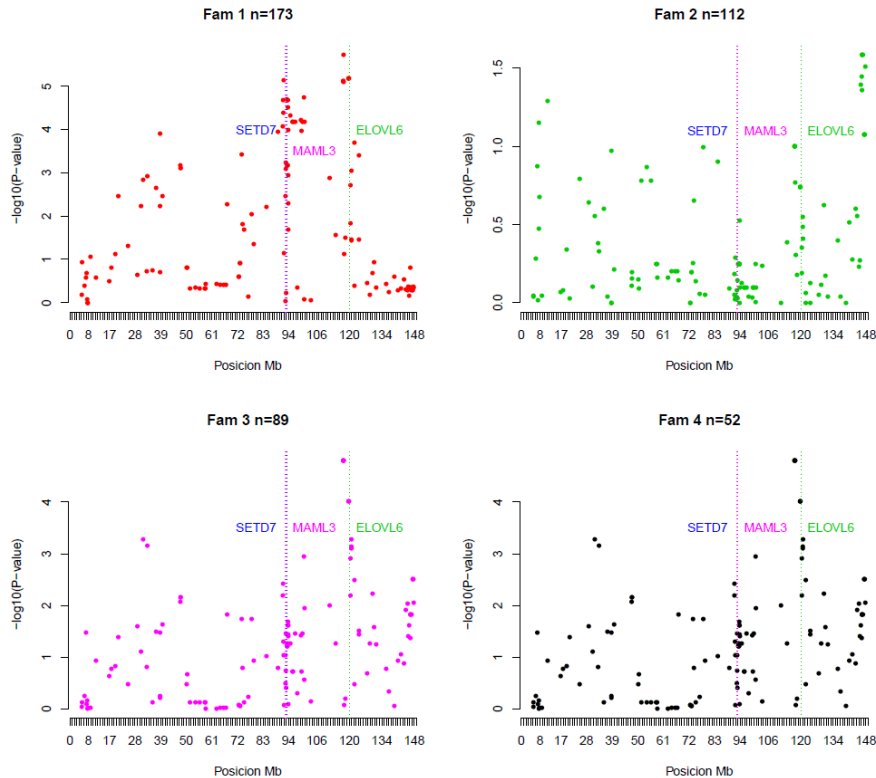 Fam 1 n=173
−log10(P−value)
5
4
3
2
1
0
SETD7
MAML3
ELOVL6
0 8 17 28 39 50 61 72 83 94 106 120 134 148
Posicion Mb
Fam 2 n=112
−log10(P−value)
1.5
1.0
0.5
0.0
SETD7 MAML3 ELOVL6
0 8 17 28 39 50 61 72 83 94 106 120 134 148
Posicion Mb
Fam 3 n=89
−log10(P−value)
4
3
2
1
0
SETD7 MAML3 ELOVL6
0 8 17 28 39 50 61 72 83 94 106 120 134 148
Posicion Mb
Fam 4 n=52
−log10(P−value)
4
3
2
1
0
SETD7 MAML3 ELOVL6
0 8 17 28 39 50 61 72 83 94 106 120 134 148
Posicion Mb